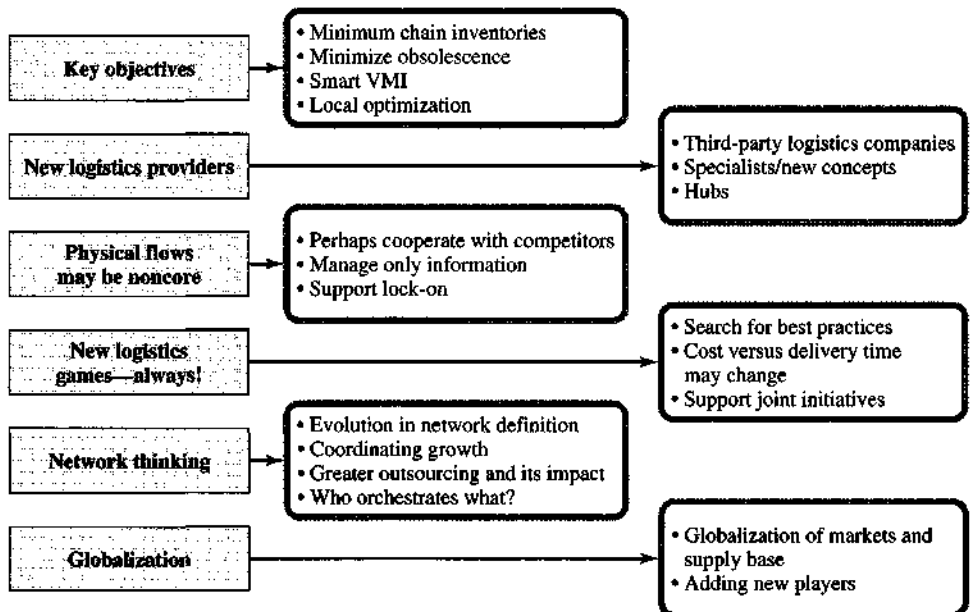 Key objectives
• Minimum chain inventories
• Minimize obsolescence
• Smart VMI
• Local optimization
New logistics providers
• Third-party logistics companies
• Specialists/new concepts
• Hubs
Physical flows
may be noncore
• Perhaps cooperate with competitors
• Manage only information
• Support lock-on
New logistics
games—always!
• Search for best practices
• Cost versus delivery time
may change
• Support joint initiatives
Network thinking
• Evolution in network definition
• Coordinating growth
• Greater outsourcing and its impact
• Who orchestrates what?
Globalization
• Globalization of markets and
supply base
• Adding new players